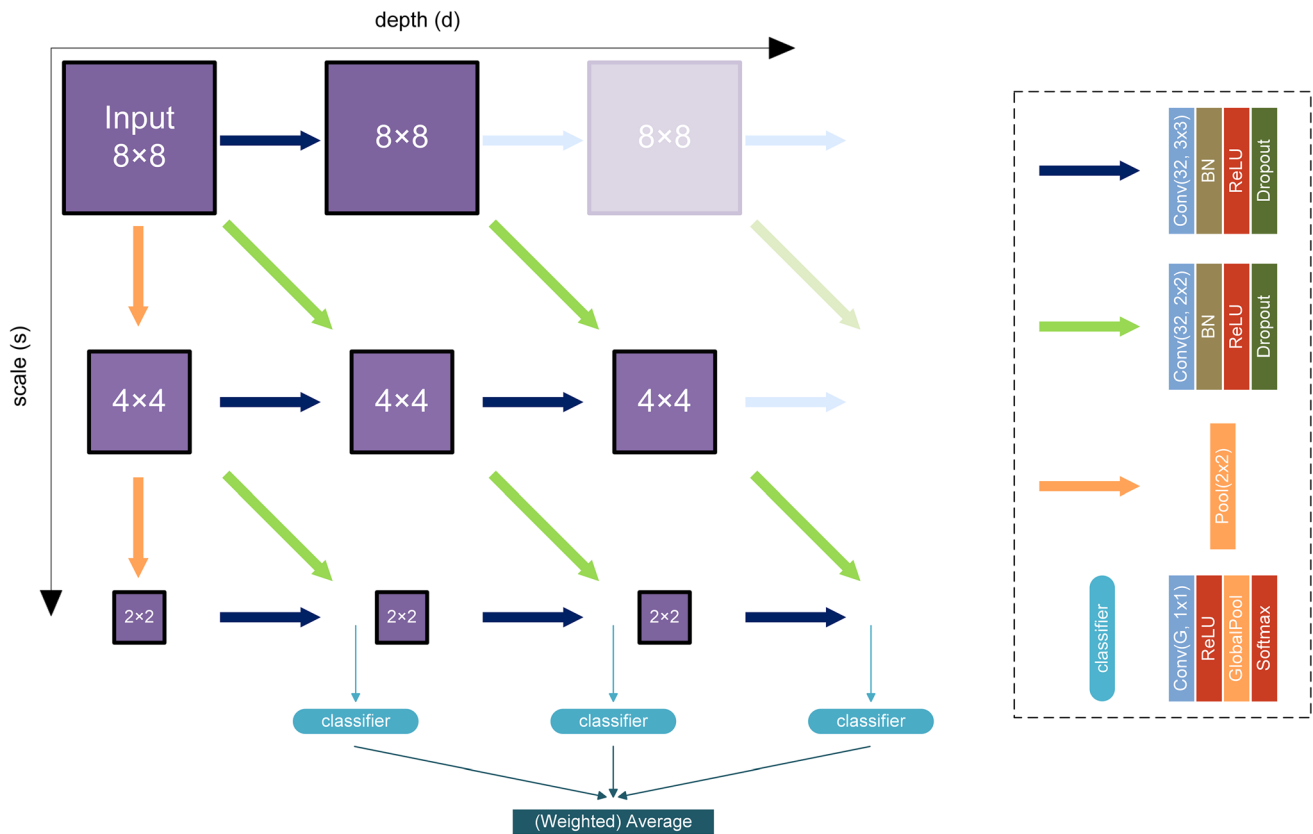 depth (d)
scale (s)
Input
8×8
8×8
8×8
4×4
4×4
4×4
2×2
2×2
2×2
classifier
classifier
classifier
(Weighted) Average
Conv(32, 3x3)
BN
ReLU
Dropout
Conv(32, 2x2)
BN
ReLU
Dropout
Pool(2x2)
classifier
Conv(G, 1x1)
ReLU
GlobalPool
Softmax